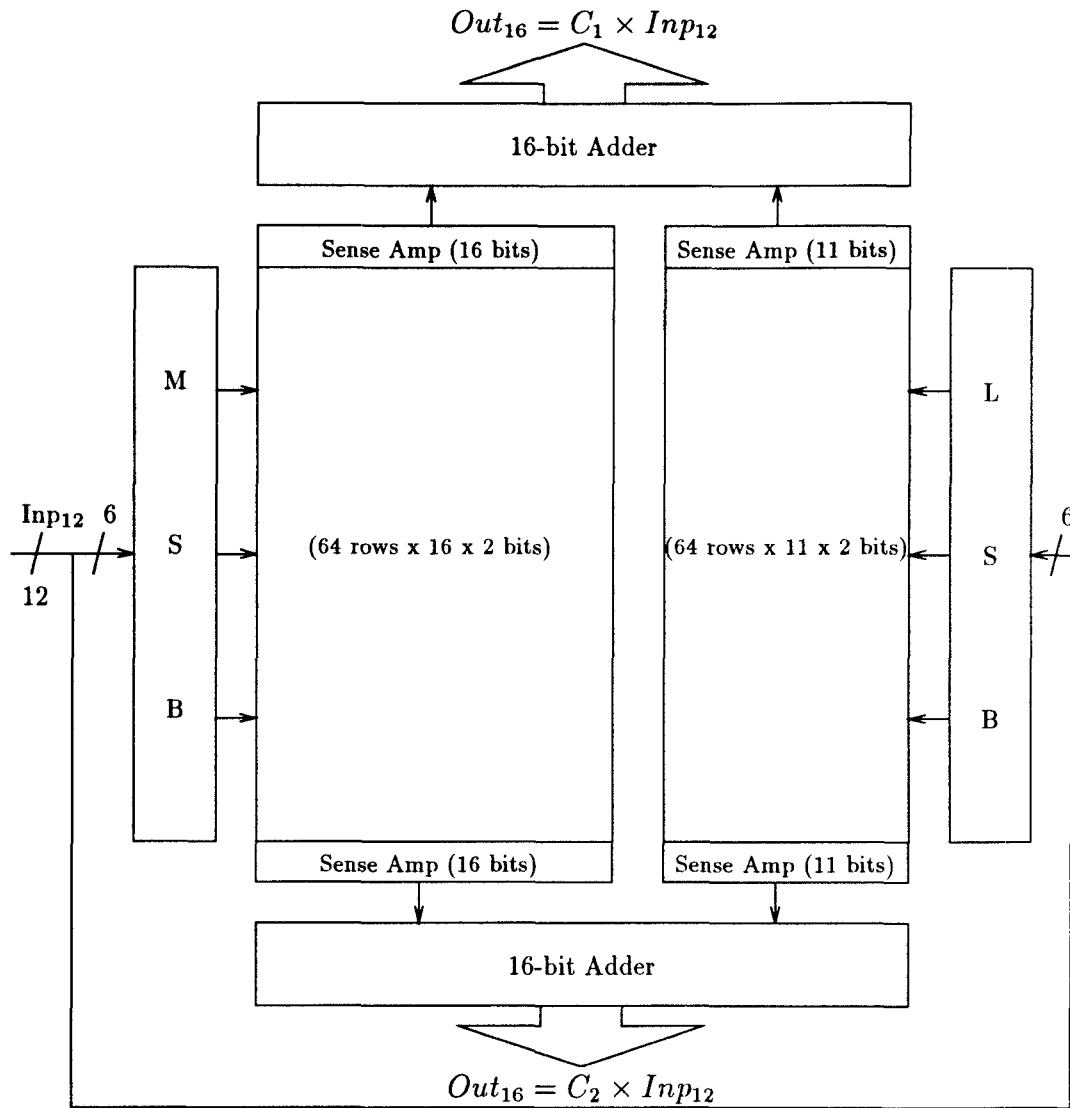 Out₁₆ = C₁ × Inp₁₂
16-bit Adder
Sense Amp (16 bits)
Sense Amp (11 bits)
M
L
Inp₁₂
6
12
S
(64 rows x 16 x 2 bits)
(64 rows x 11 x 2 bits)
S
6
B
B
Sense Amp (16 bits)
Sense Amp (11 bits)
16-bit Adder
Out₁₆ = C₂ × Inp₁₂